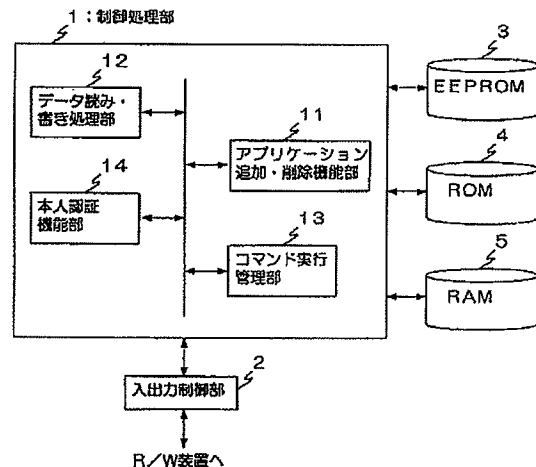 1：制御処理部
12
データ読み・
書き処理部
11
アプリケーション
追加・削除機能部
14
本人認証
機能部
13
コマンド実行
管理部
3
EEPROM
4
ROM
5
RAM
2
入出力制御部
R／W装置へ